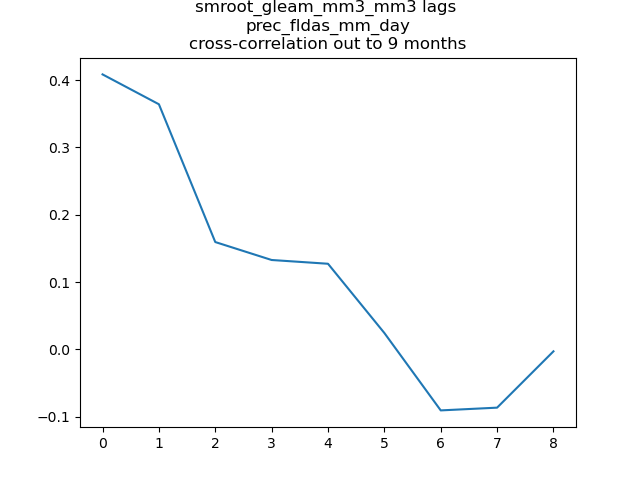 smroot_gleam_mm3_mm3 lags
prec_fldas_mm_day
cross-correlation out to 9 months
0.4
0.3
0.2
0.1
0.0
−0.1
0 1 2 3 4 5 6 7 8